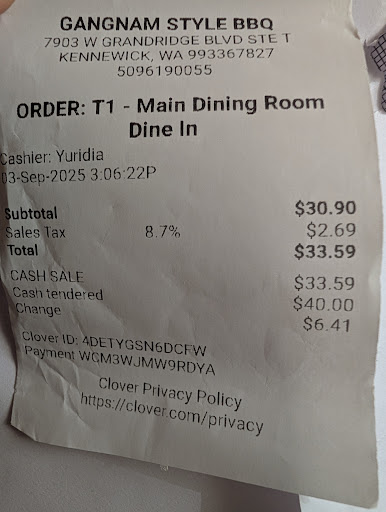 GANGNAM STYLE BBQ
7903 W GRANDRIDGE BLVD STE T
KENNEWICK, WA 993367827
5096190055
ORDER: T1 - Main Dining Room
Dine In
Cashier: Yuridia
03-Sep-2025 3:06:22P
Subtotal $30.90
Sales Tax 8.7% $2.69
Total $33.59
CASH SALE $33.59
Cash tendered $40.00
Change $6.41
Clover ID: 4DETYGSN6DCFW
Payment WGM3WJMW9RDYA
Clover Privacy Policy
https://clover.com/privacy